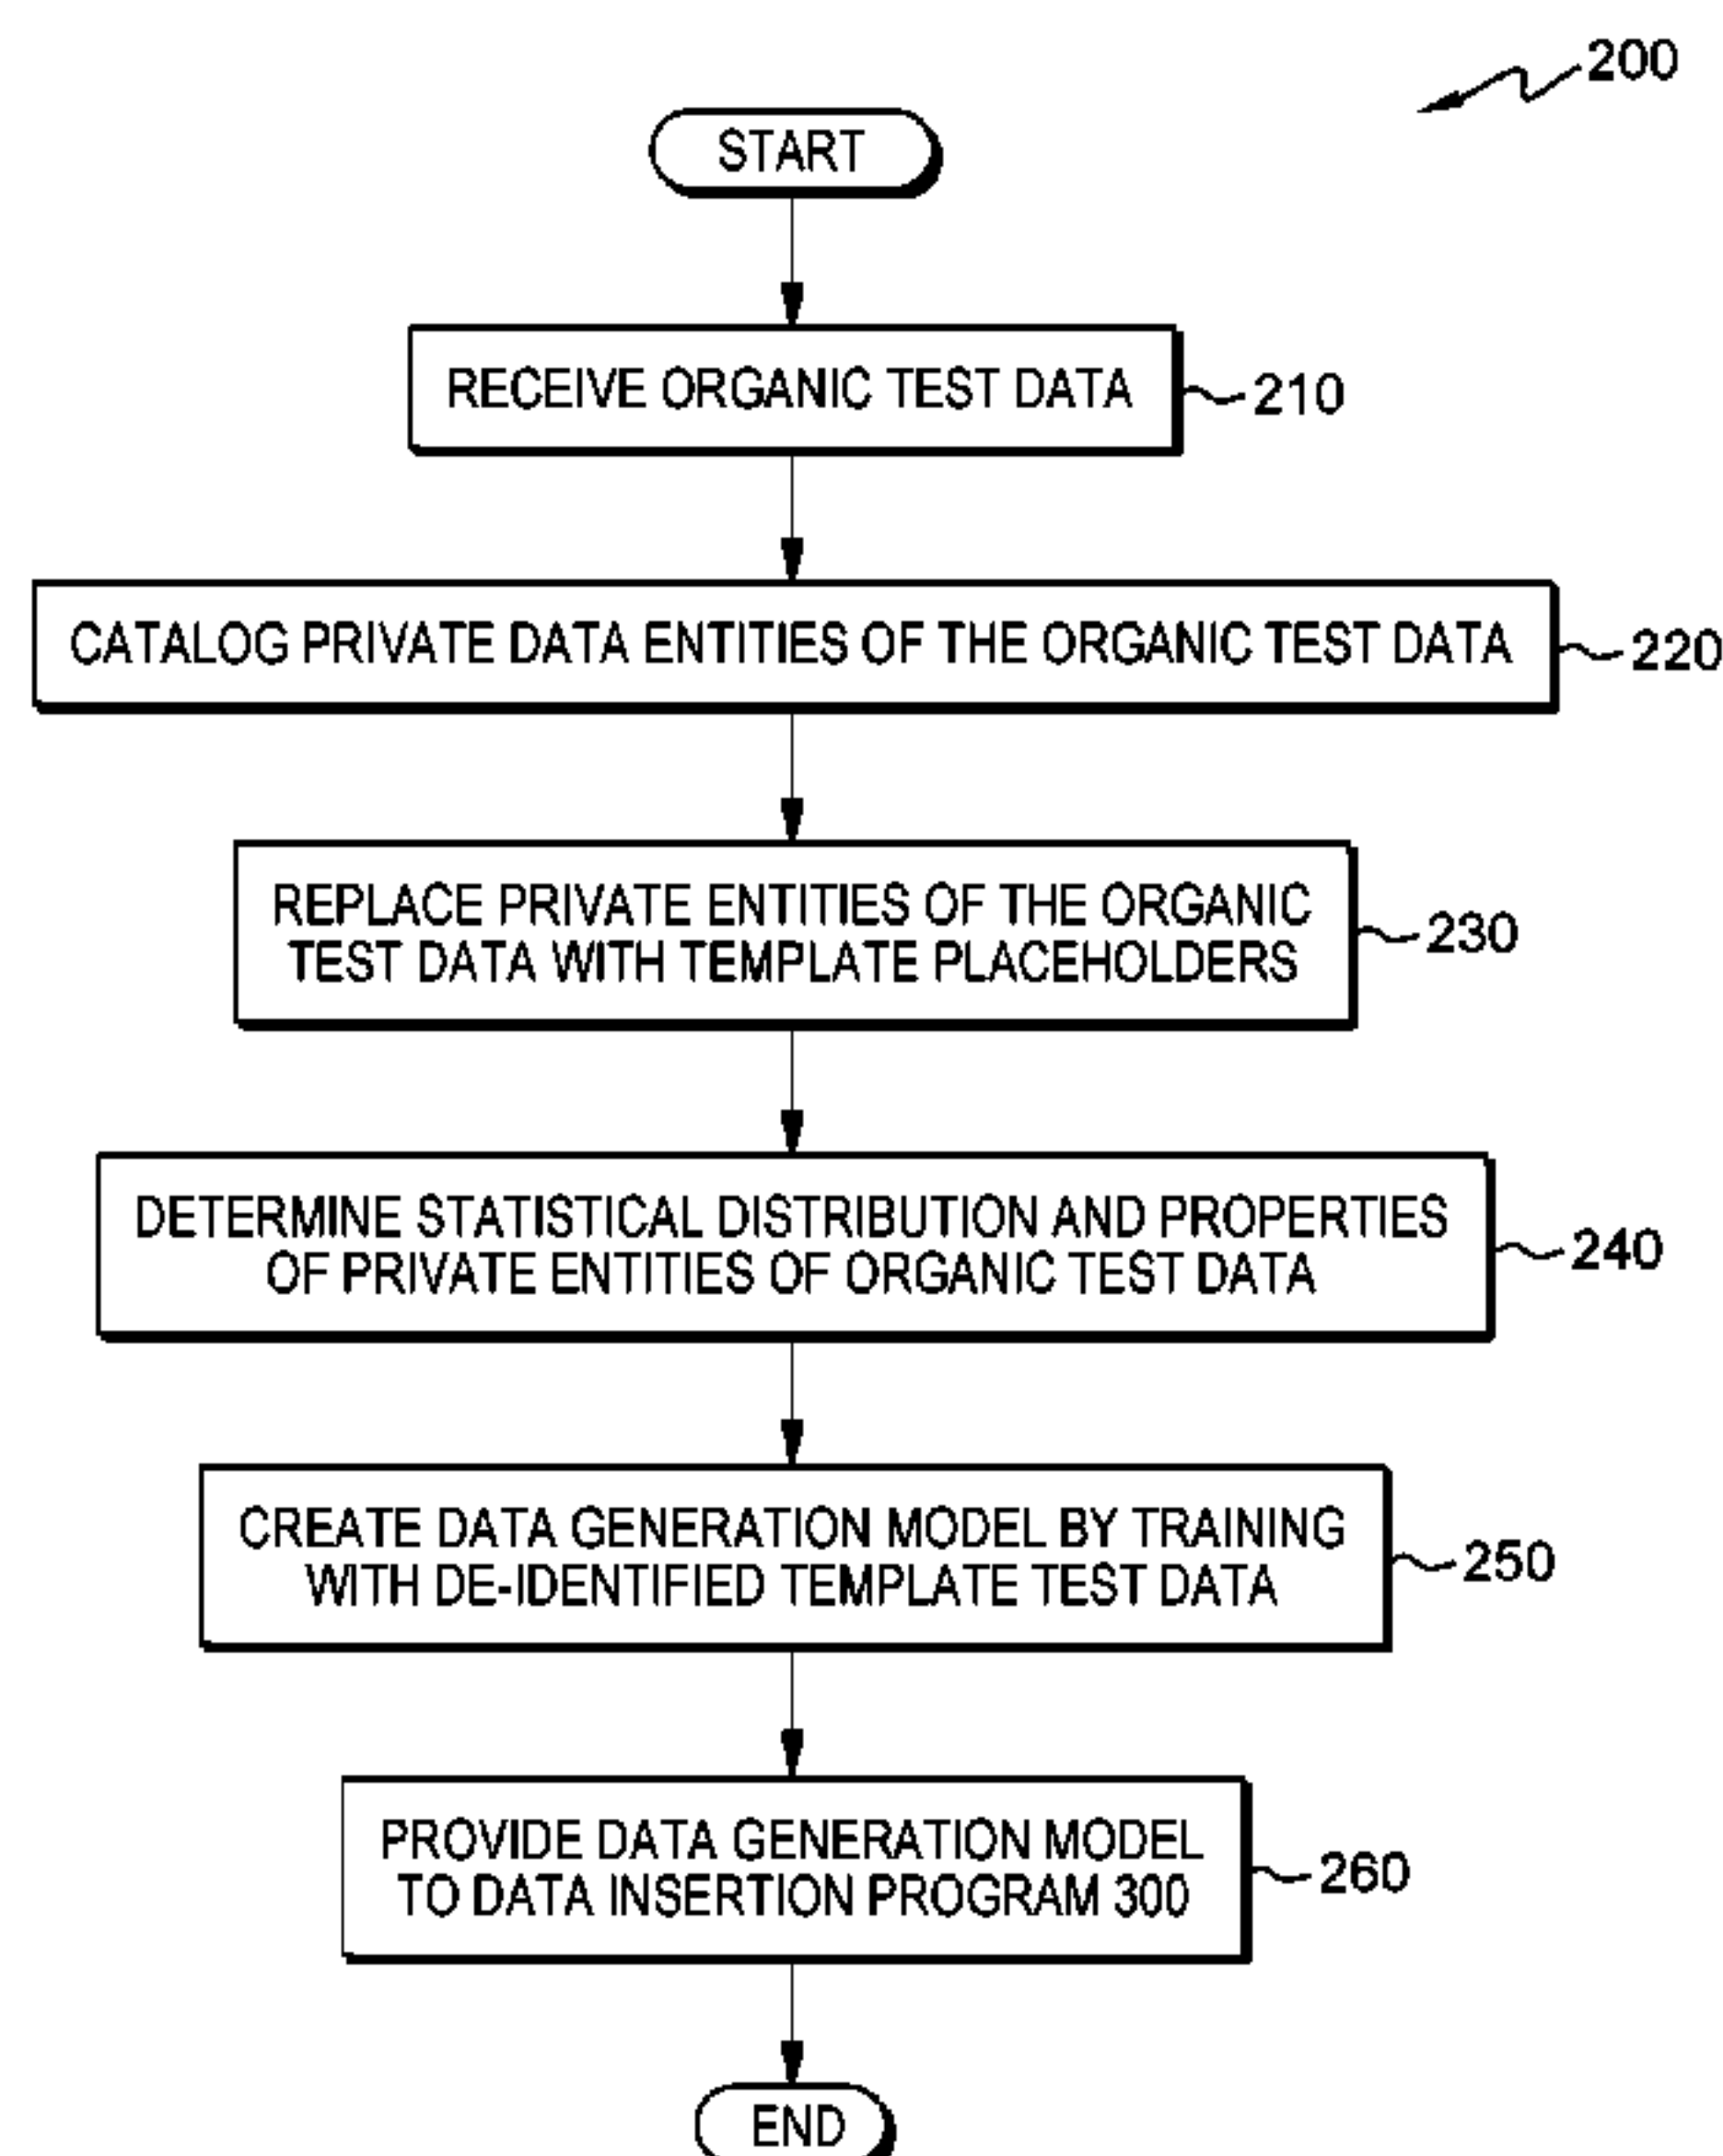 200
START
RECEIVE ORGANIC TEST DATA
210
CATALOG PRIVATE DATA ENTITIES OF THE ORGANIC TEST DATA
220
REPLACE PRIVATE ENTITIES OF THE ORGANIC
TEST DATA WITH TEMPLATE PLACEHOLDERS
230
DETERMINE STATISTICAL DISTRIBUTION AND PROPERTIES
OF PRIVATE ENTITIES OF ORGANIC TEST DATA
240
CREATE DATA GENERATION MODEL BY TRAINING
WITH DE-IDENTIFIED TEMPLATE TEST DATA
250
PROVIDE DATA GENERATION MODEL
TO DATA INSERTION PROGRAM 300
260
END